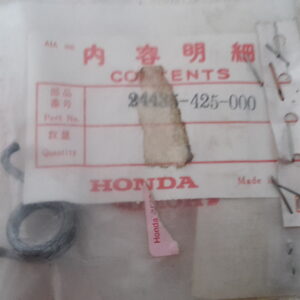 内容明細
CONTENTS
部品番号
Part No.
24435-425-000
数量
Quantity
HONDA
Made
Honda